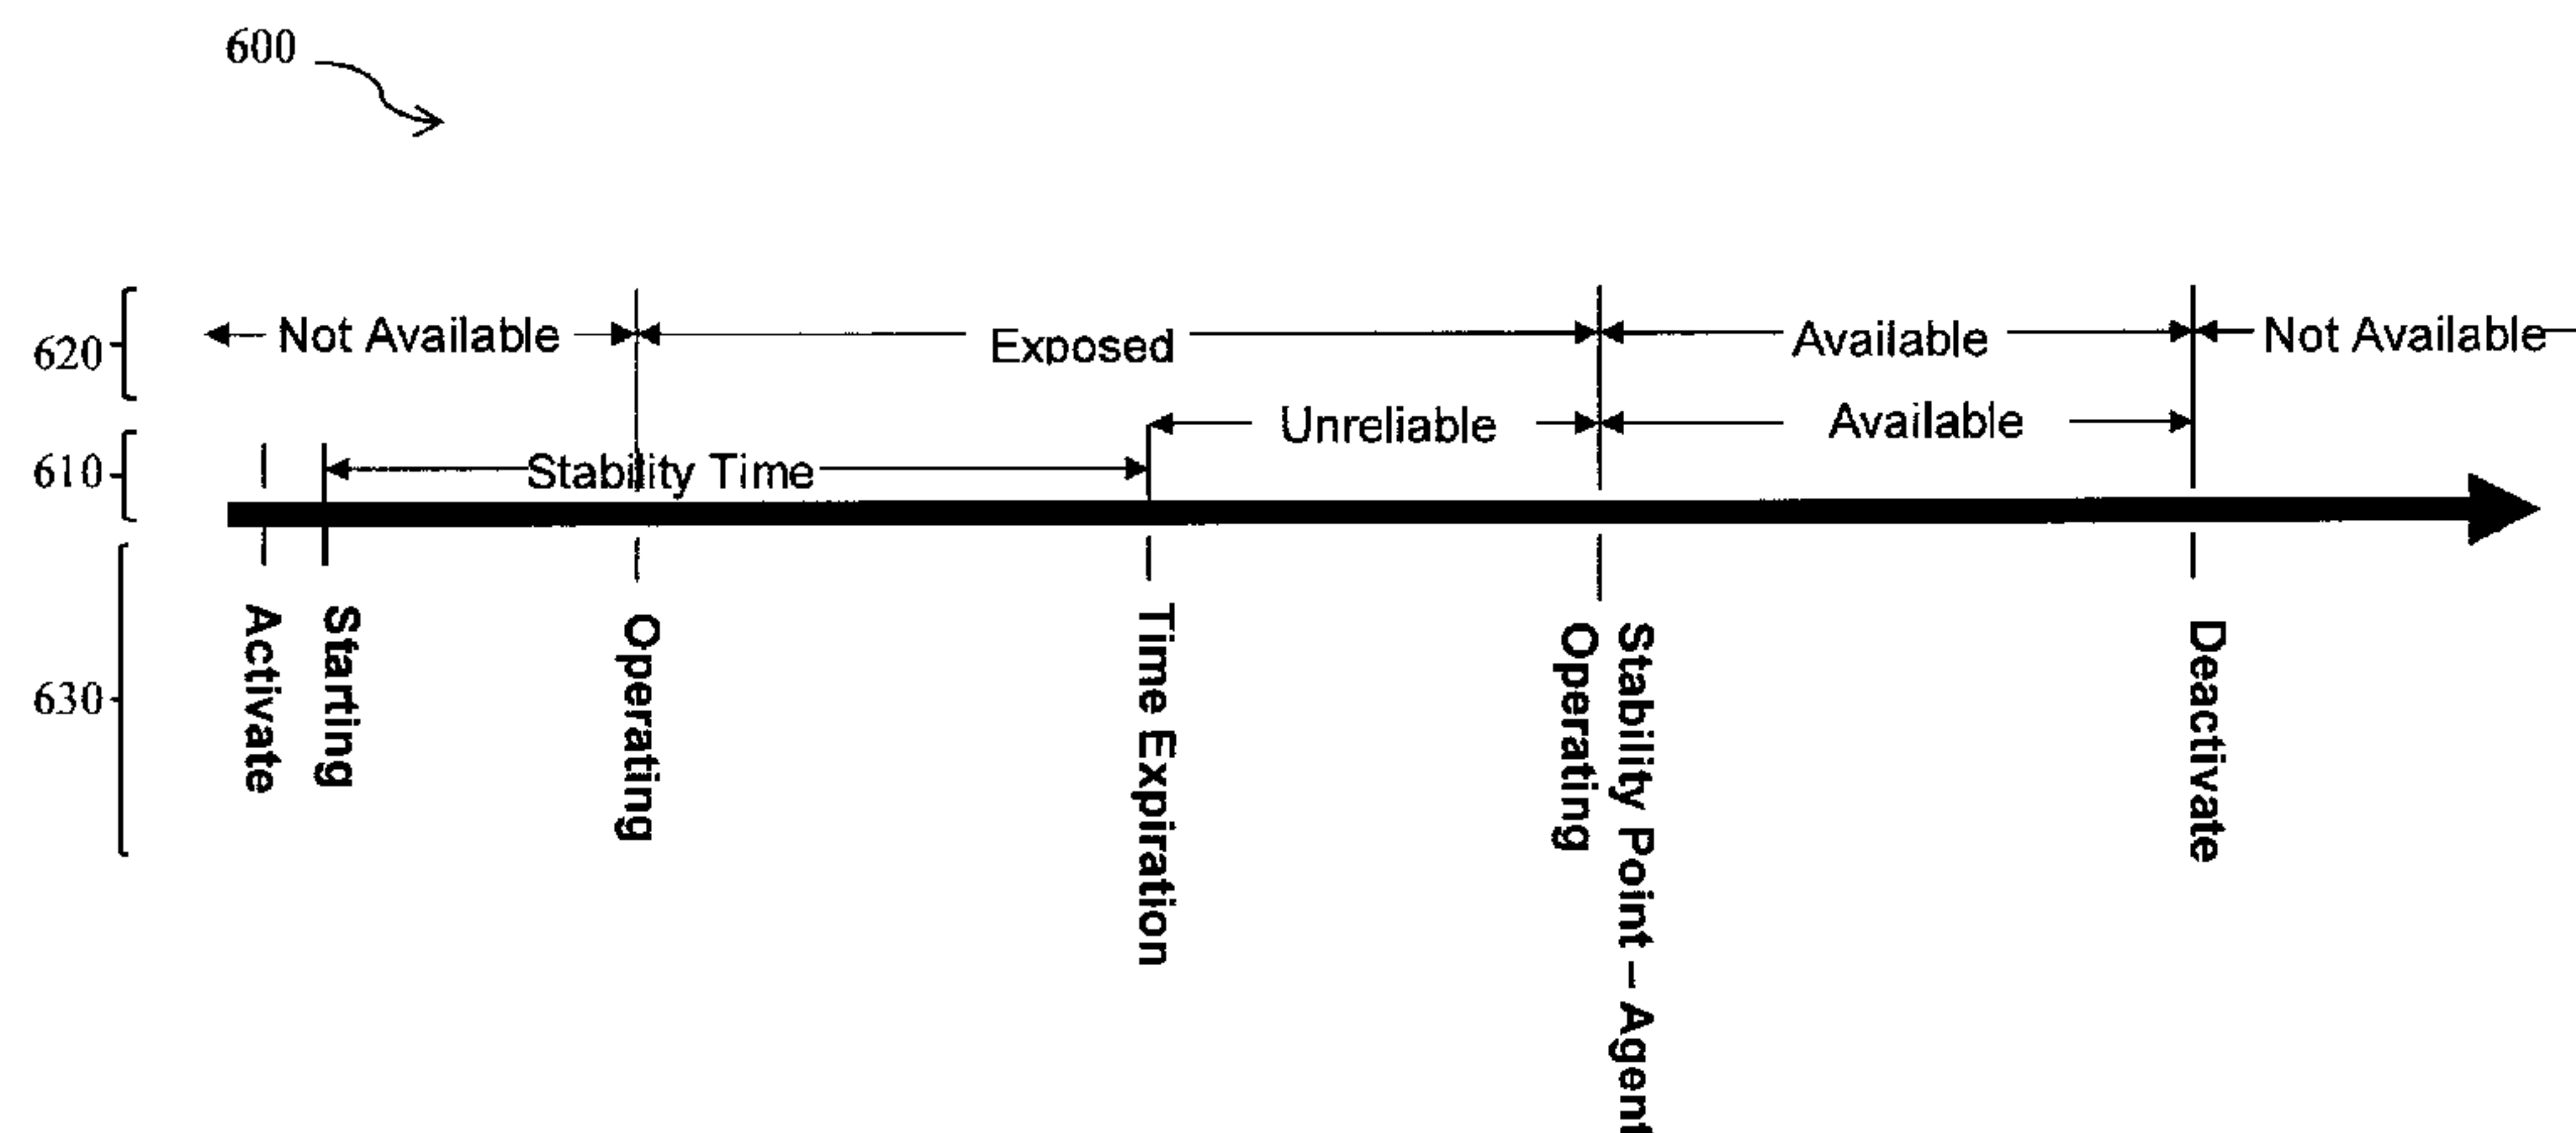 600
620
Not Available
Exposed
Available
Not Available
Unreliable
Available
610
Stability Time
630
Activate
Starting
Operating
Time Expiration
Stability Point – Agent
Operating
Deactivate